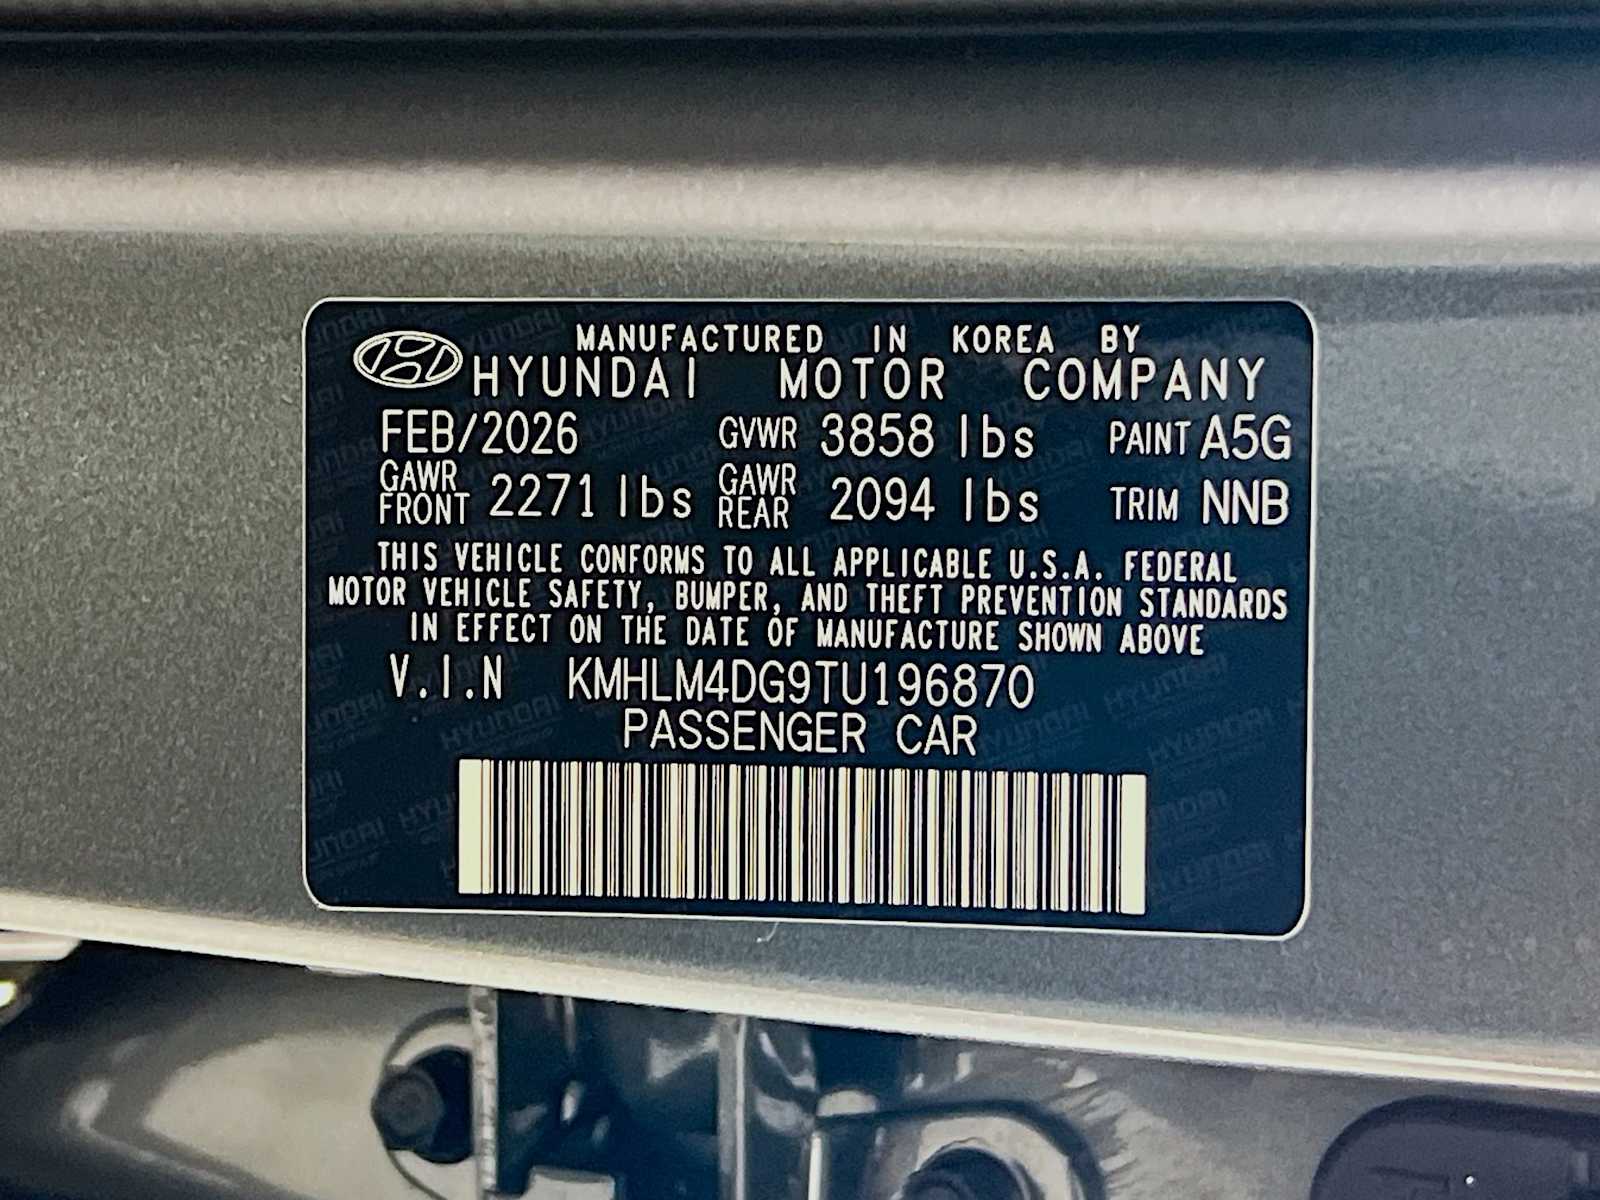 MANUFACTURED IN KOREA BY
HYUNDAI MOTOR COMPANY
FEB/2026 GVWR 3858 lbs PAINT A5G
GAWR FRONT 2271 lbs GAWR REAR 2094 lbs TRIM NNB
THIS VEHICLE CONFORMS TO ALL APPLICABLE U.S.A. FEDERAL
MOTOR VEHICLE SAFETY, BUMPER, AND THEFT PREVENTION STANDARDS
IN EFFECT ON THE DATE OF MANUFACTURE SHOWN ABOVE
V.I.N KMHLM4DG9TU196870
PASSENGER CAR